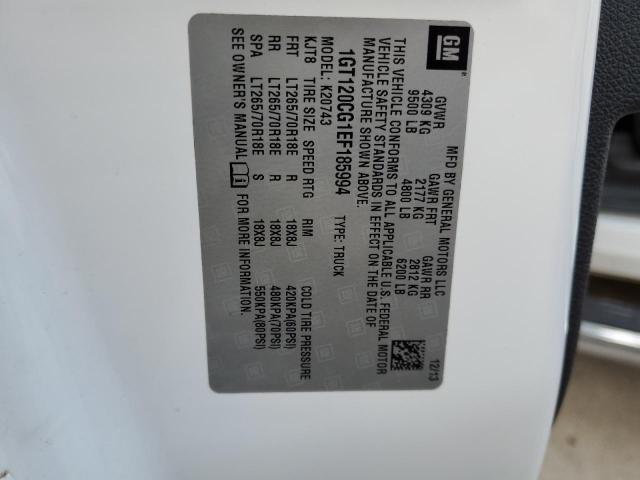 GM
MFD BY GENERAL MOTORS LLC 12/13
GVWR GAWR FRT GAWR RR
4309 KG 2177 KG 2812 KG
9500 LB 4800 LB 6200 LB
THIS VEHICLE CONFORMS TO ALL APPLICABLE U.S. FEDERAL MOTOR
VEHICLE SAFETY STANDARDS IN EFFECT ON THE DATE OF
MANUFACTURE SHOWN ABOVE.
1GT120CG1EF185994 TYPE: TRUCK
MODEL: K20743
KJT8 TIRE SIZE SPEED RTG RIM COLD TIRE PRESSURE
FRT LT265/70R18E R 18X8J 420KPA(60PSI)
RR LT265/70R18E R 18X8J 480KPA(70PSI)
SPA LT265/70R18E S 18X8J 550KPA(80PSI)
SEE OWNER'S MANUAL FOR MORE INFORMATION.